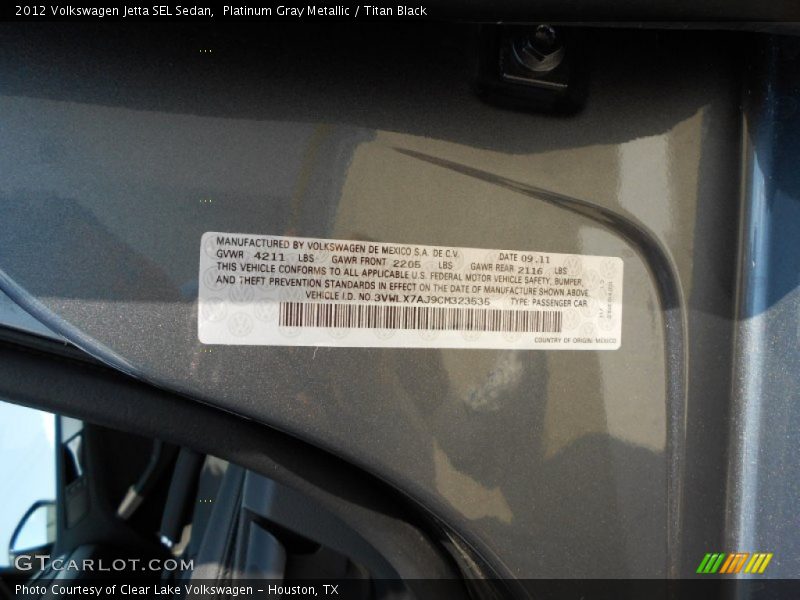 2012 Volkswagen Jetta SEL Sedan, Platinum Gray Metallic / Titan Black
MANUFACTURED BY VOLKSWAGEN DE MEXICO S.A. DE C.V. DATE 09.11
GVWR 4211 LBS GAWR FRONT 2205 LBS GAWR REAR 2116 LBS
THIS VEHICLE CONFORMS TO ALL APPLICABLE U.S. FEDERAL MOTOR VEHICLE SAFETY, BUMPER,
AND THEFT PREVENTION STANDARDS IN EFFECT ON THE DATE OF MANUFACTURE SHOWN ABOVE
VEHICLE I.D. NO. 3VWLX7AJ9CM323636 TYPE: PASSENGER CAR
COUNTRY OF ORIGIN: MEXICO
GTCARLOT.COM
Photo Courtesy of Clear Lake Volkswagen - Houston, TX